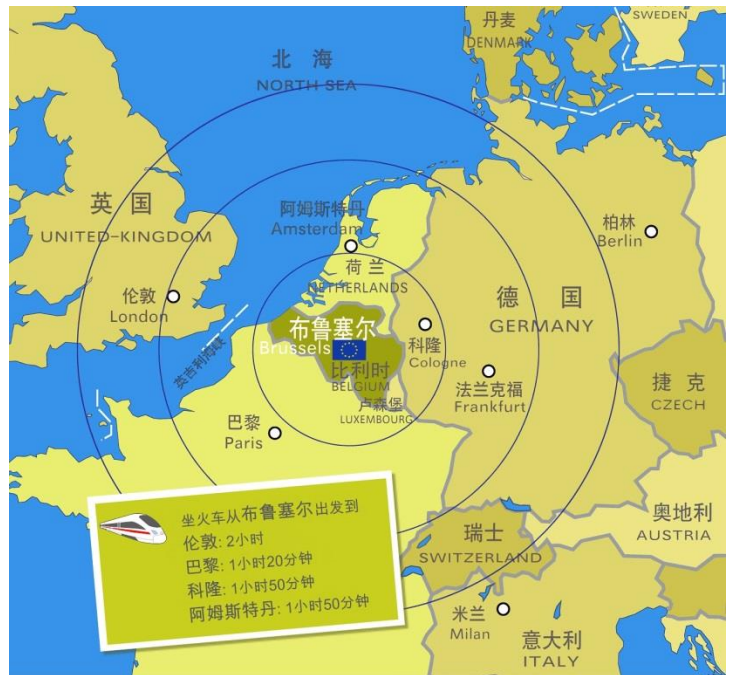 丹麦
DENMARK
SWEDEN
北海
NORTH SEA
英国
UNITED-KINGDOM
阿姆斯特丹
Amsterdam
柏林
Berlin
荷兰
NETHERLANDS
伦敦
London
德国
GERMANY
布鲁塞尔
Brussels
英吉利海峡
科隆
Cologne
比利时
BELGIUM
法兰克福
Frankfurt
捷克
CZECH
卢森堡
LUXEMBOURG
巴黎
Paris
奥地利
AUSTRIA
瑞士
SWITZERLAND
米兰
Milan
意大利
ITALY
坐火车从布鲁塞尔出发到
伦敦: 2小时
巴黎: 1小时20分钟
科隆: 1小时50分钟
阿姆斯特丹: 1小时50分钟